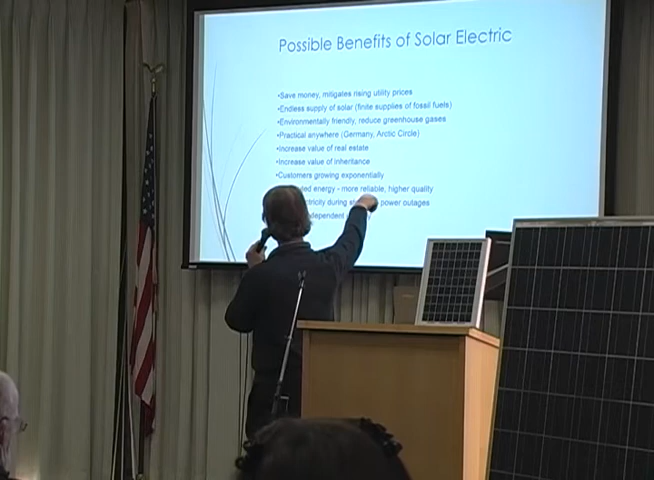 Possible Benefits of Solar Electric
•Save money, mitigates rising utility prices
•Endless supply of solar (finite supplies of fossil fuels)
•Environmentally friendly, reduce greenhouse gases
•Practical anywhere (Germany, Arctic Circle)
•Increase value of real estate
•Increase value of inheritance
•Customers growing exponentially
energy - more reliable, higher quality
during power outages